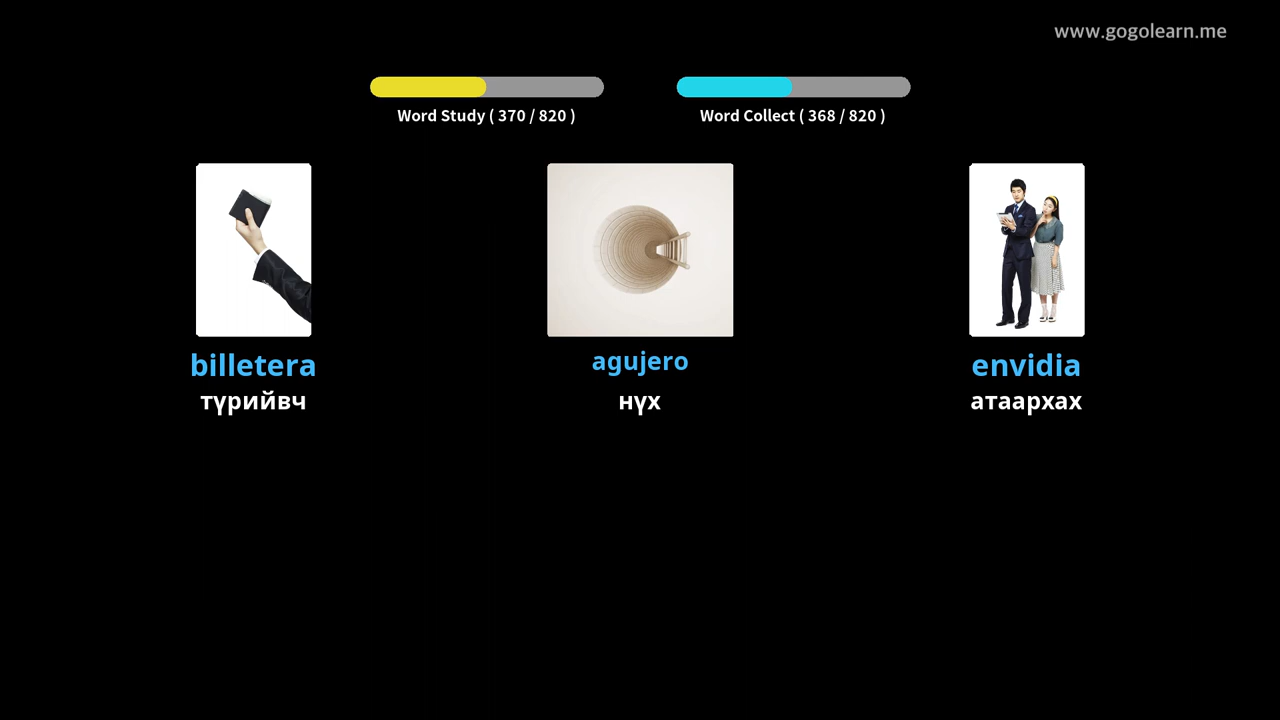 www.gogolearn.me
Word Study ( 370 / 820 )
Word Collect ( 368 / 820 )
billetera
түрийвч
agujero
нүх
envidia
атаархах